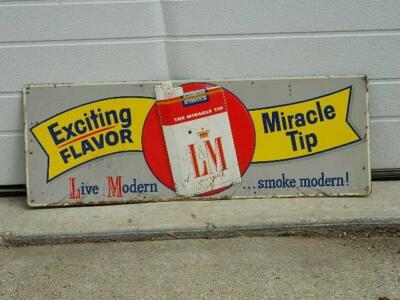 Exciting
FLAVOR
THE MIRACLE TIP
L&M
Miracle
Tip
Live Modern ...smoke modern!